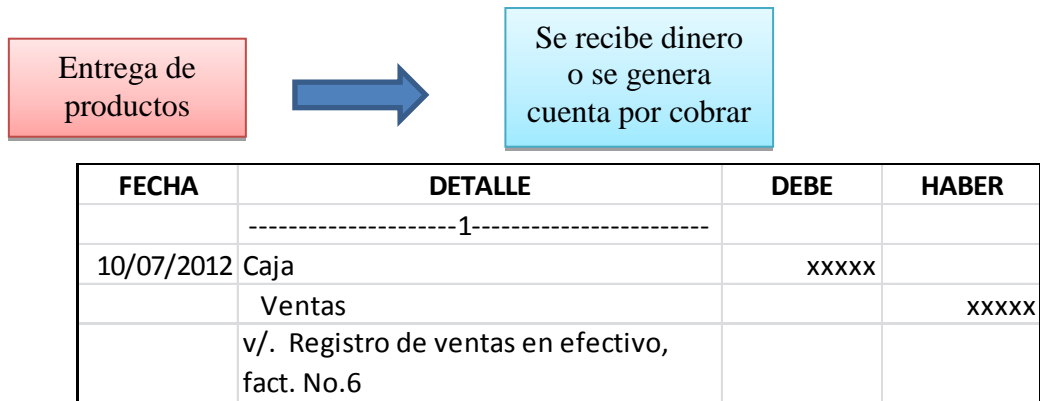 Entrega de
productos
Se recibe dinero
o se genera
cuenta por cobrar
FECHA DETALLE DEBE HABER
---------------------1------------------------
10/07/2012 Caja xxxxx
Ventas xxxxx
v/. Registro de ventas en efectivo,
fact. No.6